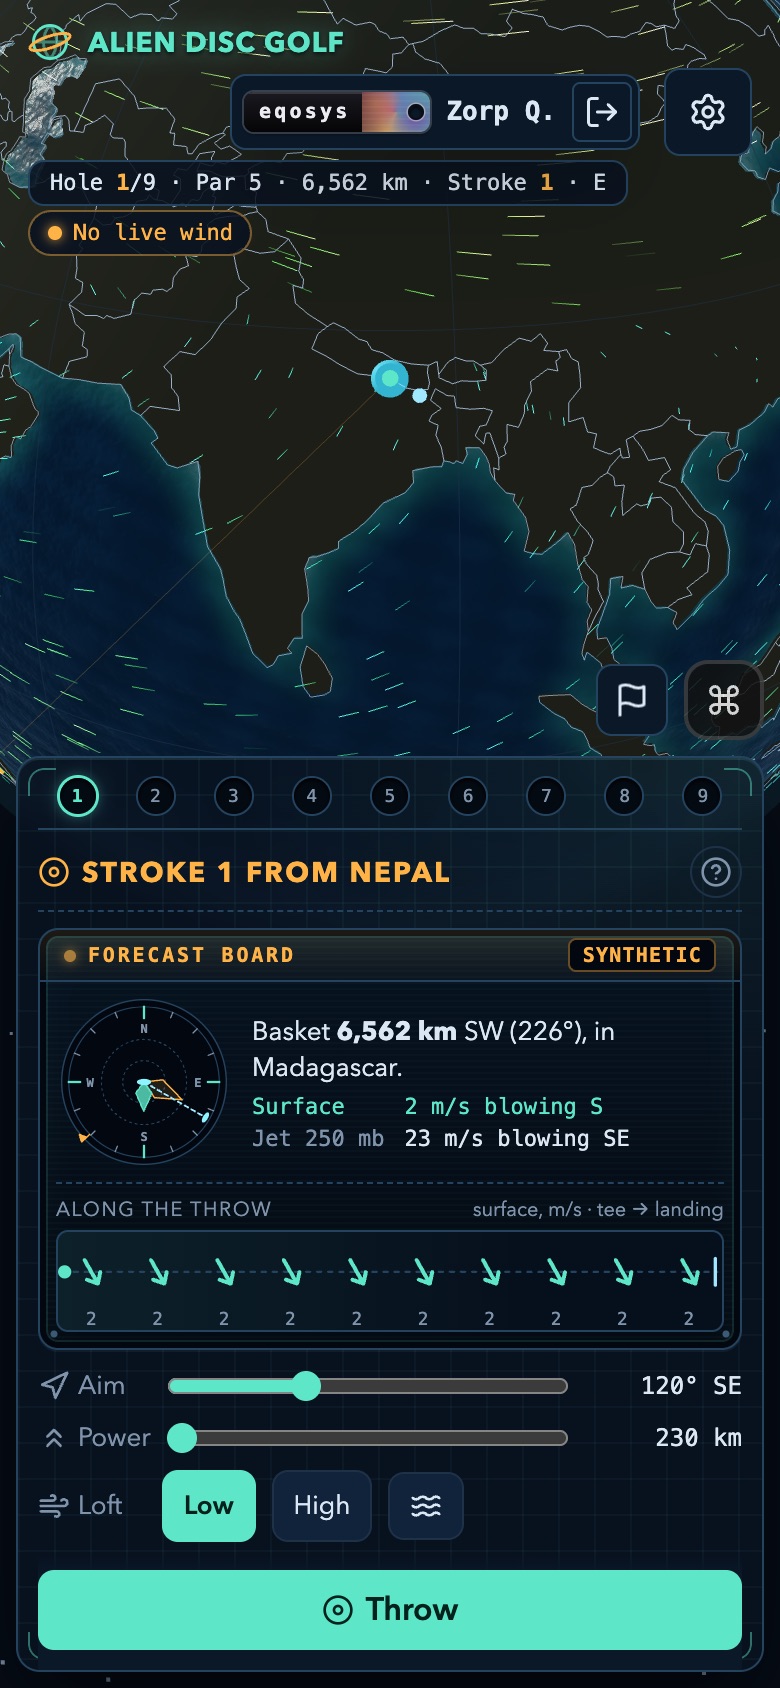 ALIEN DISC GOLF
eqosys Zorp Q.
Hole 1/9 · Par 5 · 6,562 km · Stroke 1 · E
No live wind
1 2 3 4 5 6 7 8 9
STROKE 1 FROM NEPAL
FORECAST BOARD SYNTHETIC
N
W E
S
Basket 6,562 km SW (226°), in
Madagascar.
Surface 2 m/s blowing S
Jet 250 mb 23 m/s blowing SE
ALONG THE THROW surface, m/s · tee → landing
2 2 2 2 2 2 2 2 2 2
Aim 120° SE
Power 230 km
Loft Low High
Throw